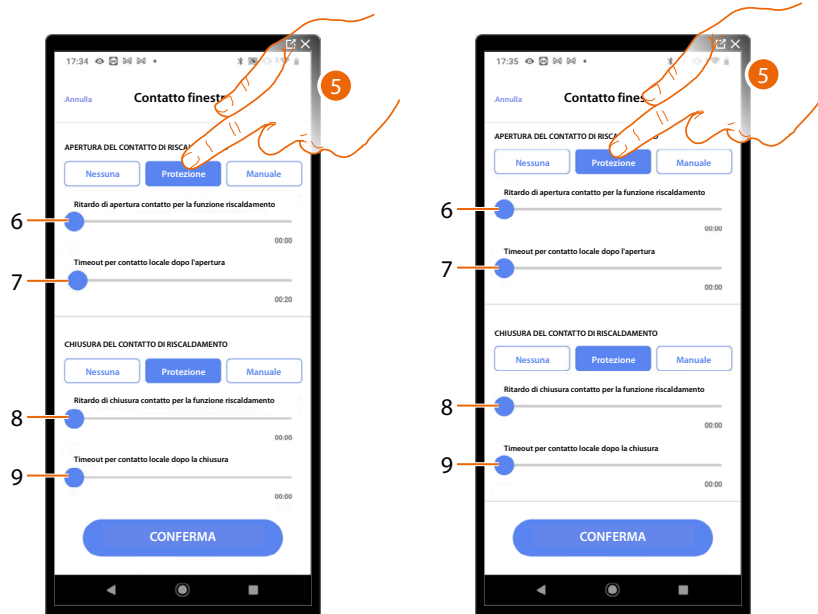 17:34
5
Annulla
Contatto finest
APERTURA DEL CONTATTO DI
Nessuna
Protezione
Manuale
Ritardo di apertura contatto per la funzione riscaldamento
6
00:00
Timeout per contatto locale dopo l'apertura
7
00:20
CHIUSURA DEL CONTATTO DI RISCALDAMENTO
Nessuna
Protezione
Manuale
Ritardo di chiusura contatto per la funzione riscaldamento
8
00:00
Timeout per contatto locale dopo la chiusura
9
00:00
CONFERMA
17:35
5
Annulla
Contatto fines
APERTURA DEL CONTATTO DI
Nessuna
Protezione
Manuale
Ritardo di apertura contatto per la funzione riscaldamento
6
00:00
Timeout per contatto locale dopo l'apertura
7
00:00
CHIUSURA DEL CONTATTO DI RISCALDAMENTO
Nessuna
Protezione
Manuale
Ritardo di chiusura contatto per la funzione riscaldamento
8
00:00
Timeout per contatto locale dopo la chiusura
9
00:00
CONFERMA